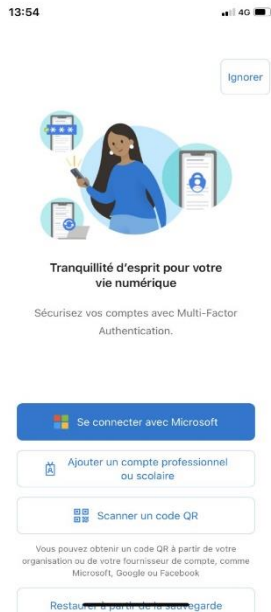 13:54
4G
Ignorer
Tranquillité d'esprit pour votre
vie numérique
Sécurisez vos comptes avec Multi-Factor
Authentication.
Se connecter avec Microsoft
Ajouter un compte professionnel
ou scolaire
Scanner un code QR
Vous pouvez obtenir un code QR à partir de votre
organisation ou de votre fournisseur de compte, comme
Microsoft, Google ou Facebook
Restaurer à partir de la sauvegarde